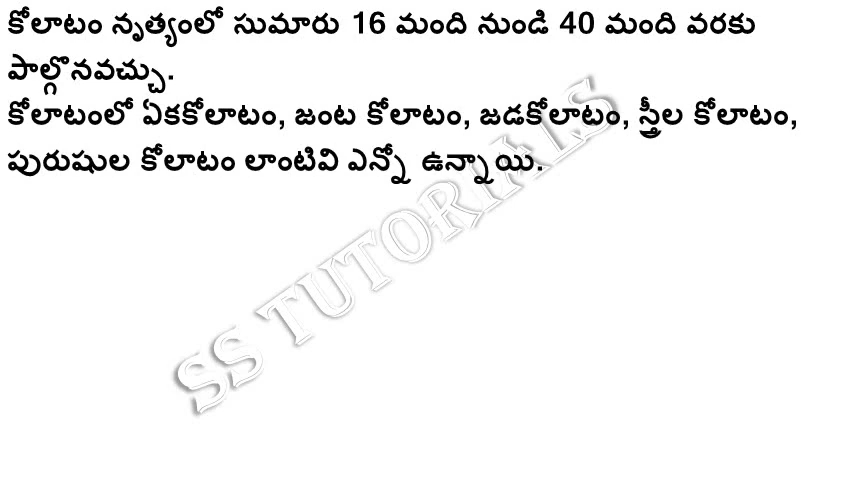 కోలాటం నృత్యంలో సుమారు 16 మంది నుండి 40 మంది వరకు
పాల్గొనవచ్చు.
కోలాటంలో ఏకకోలాటం, జంట కోలాటం, జడకోలాటం, స్త్రీల కోలాటం,
పురుషుల కోలాటం లాంటివి ఎన్నో ఉన్నాయి.
SS TUTORIALS